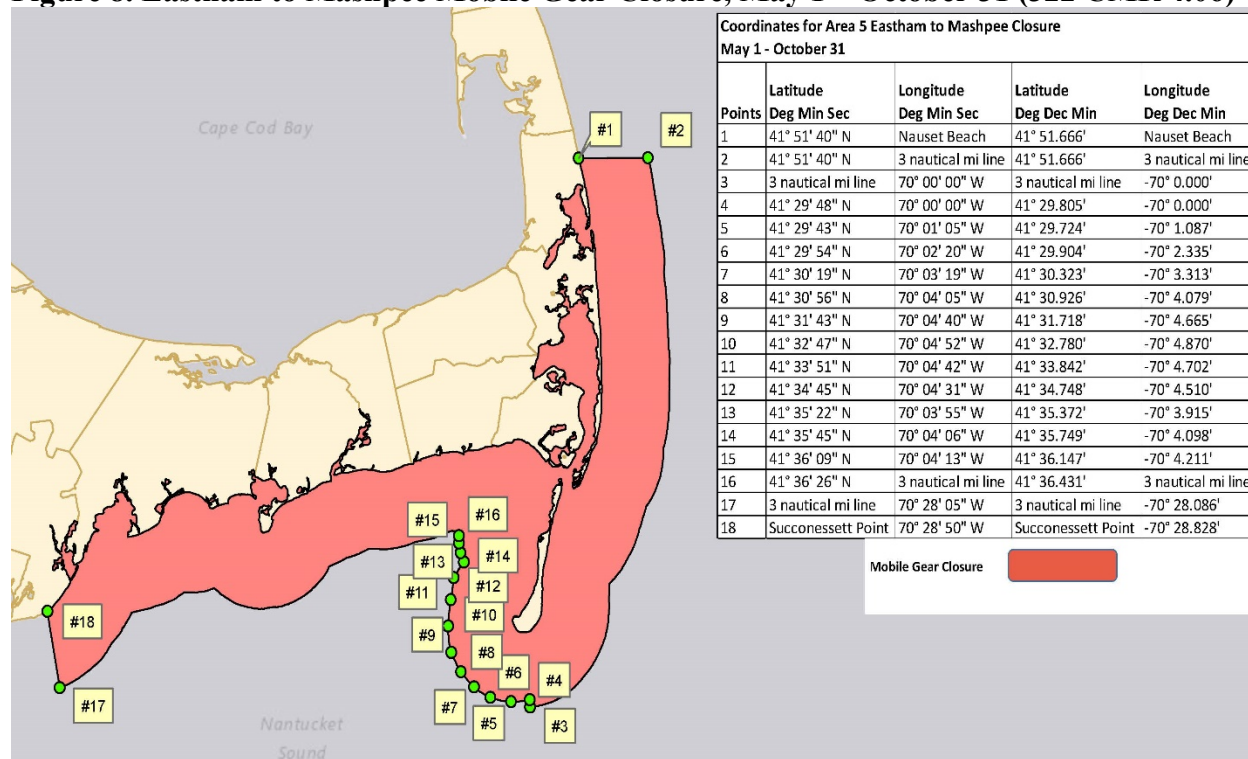 Eastham to Mashpee Mobile Gear Closure, May 1 - October 31 (322 CMR
Cape Cod Bay
#1
#2
#16
#15
#14
#13
#12
#11
#10
#9
#8
#6
#4
#7
#5
#3
#18
#17
Nantucket
Sound
Coordinates for Area 5 Eastham to Mashpee Closure
May 1 - October 31
Points Latitude Deg Min Sec Longitude Deg Min Sec Latitude Deg Dec Min Longitude Deg Dec Min
1 41° 51' 40" N Nauset Beach 41° 51.666' Nauset Beach
2 41° 51' 40" N 3 nautical mi line 41° 51.666' 3 nautical mi line
3 3 nautical mi line 70° 00' 00" W 3 nautical mi line -70° 0.000'
4 41° 29' 48" N 70° 00' 00" W 41° 29.805' -70° 0.000'
5 41° 29' 43" N 70° 01' 05" W 41° 29.724' -70° 1.087'
6 41° 29' 54" N 70° 02' 20" W 41° 29.904' -70° 2.335'
7 41° 30' 19" N 70° 03' 19" W 41° 30.323' -70° 3.313'
8 41° 30' 56" N 70° 04' 05" W 41° 30.926' -70° 4.079'
9 41° 31' 43" N 70° 04' 40" W 41° 31.718' -70° 4.665'
10 41° 32' 47" N 70° 04' 52" W 41° 32.780' -70° 4.870'
11 41° 33' 51" N 70° 04' 42" W 41° 33.842' -70° 4.702'
12 41° 34' 45" N 70° 04' 31" W 41° 34.748' -70° 4.510'
13 41° 35' 22" N 70° 03' 55" W 41° 35.372' -70° 3.915'
14 41° 35' 45" N 70° 04' 06" W 41° 35.749' -70° 4.098'
15 41° 36' 09" N 70° 04' 13" W 41° 36.147' -70° 4.211'
16 41° 36' 26" N 3 nautical mi line 41° 36.431' 3 nautical mi line
17 3 nautical mi line 70° 28' 05" W 3 nautical mi line -70° 28.086'
18 Succonessett Point 70° 28' 50" W Succonessett Point -70° 28.828'
Mobile Gear Closure